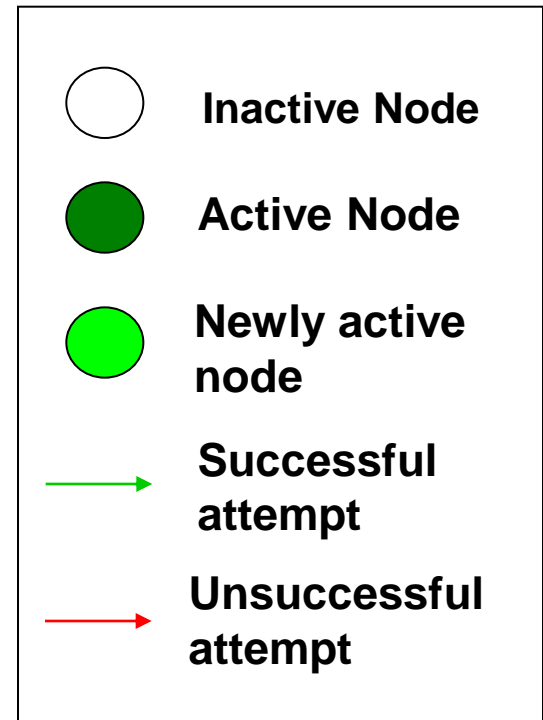 Inactive Node
Active Node
Newly active
node
Successful
attempt
Unsuccessful
attempt